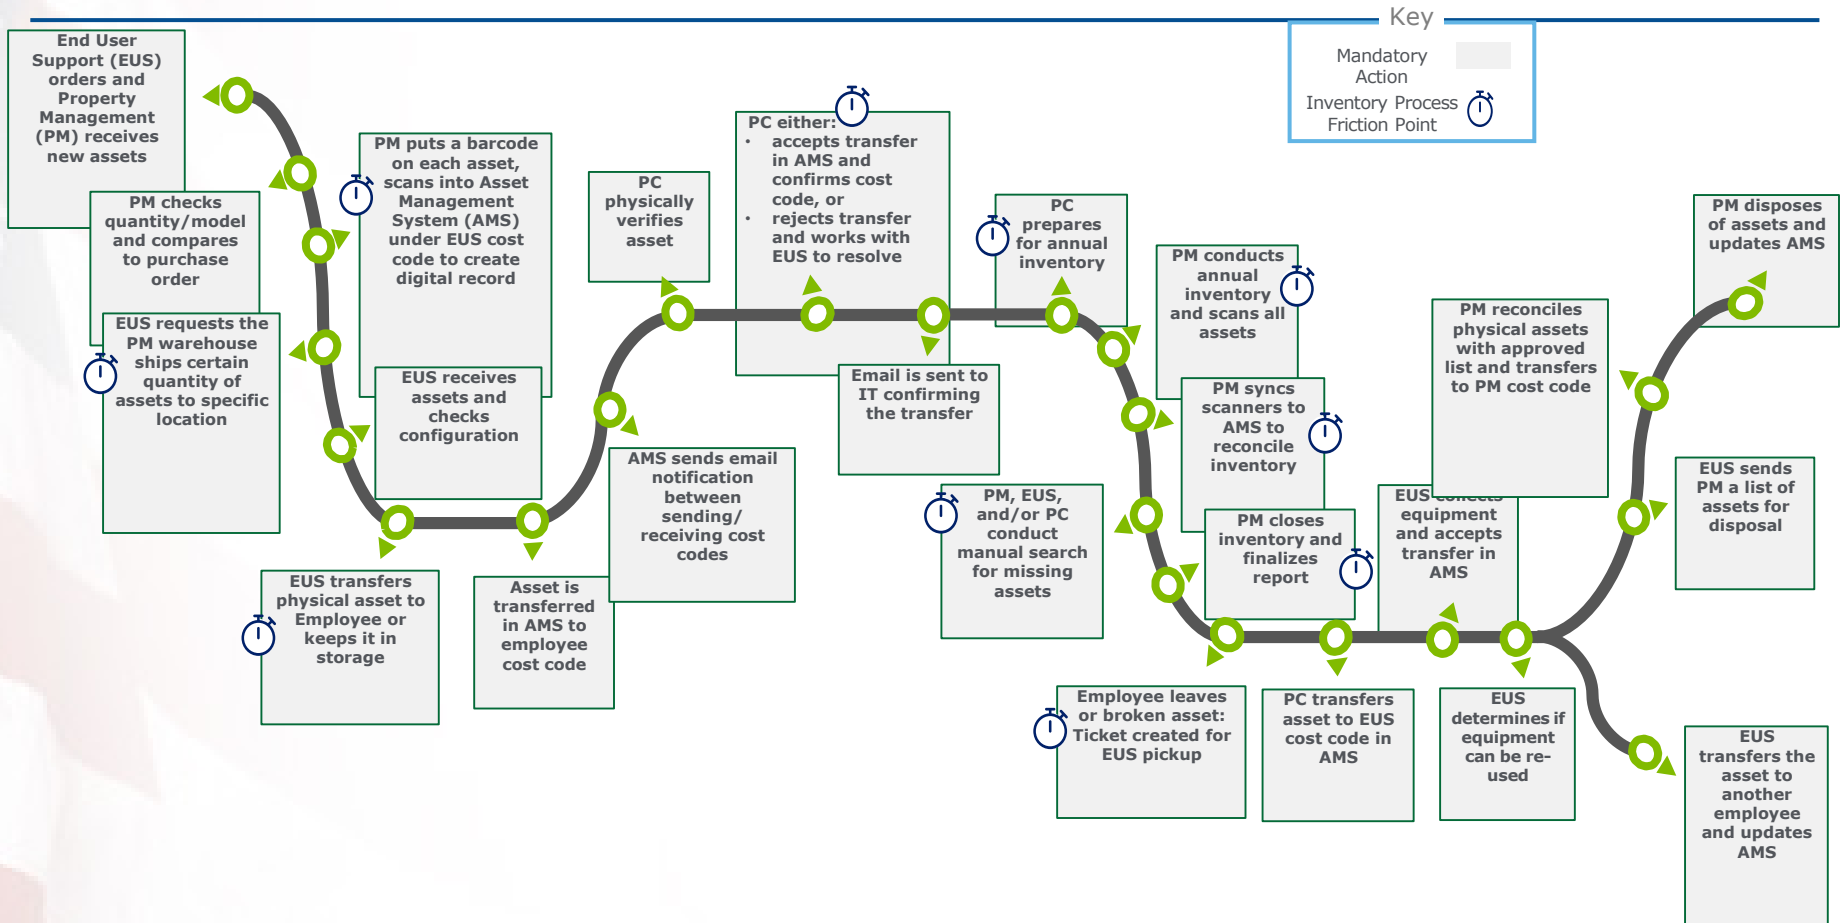 Key
Mandatory
Action
Inventory Process
Friction Point
End User
Support (EUS)
orders and
Property
Management
(PM) receives
new assets
PM checks
quantity/model
and compares
to purchase
order
PM puts a barcode
on each asset,
scans into Asset
Management
System (AMS)
under EUS cost
code to create
digital record
EUS requests the
PM warehouse
ships certain
quantity of
assets to specific
location
EUS receives
assets and
checks
configuration
EUS transfers
physical asset to
Employee or
keeps it in
storage
Asset is
transferred
in AMS to
employee
cost code
AMS sends email
notification
between
sending/
receiving cost
codes
PC
physically
verifies
asset
PC either:
• accepts transfer
in AMS and
confirms cost
code, or
• rejects transfer
and works with
EUS to resolve
Email is sent to
IT confirming
the transfer
PC
prepares
for annual
inventory
PM conducts
annual
inventory
and scans all
assets
PM syncs
scanners to
AMS to
reconcile
inventory
PM, EUS,
and/or PC
conduct
manual search
for missing
assets
PM closes
inventory and
finalizes
report
Employee leaves
or broken asset:
Ticket created for
EUS pickup
PC transfers
asset to EUS
cost code in
AMS
EUS collects
equipment
and accepts
transfer in
AMS
EUS
determines if
equipment
can be re-
used
EUS sends
PM a list of
assets for
disposal
PM reconciles
physical assets
with approved
list and transfers
to PM cost code
PM disposes
of assets and
updates AMS
EUS
transfers the
asset to
another
employee
and updates
AMS